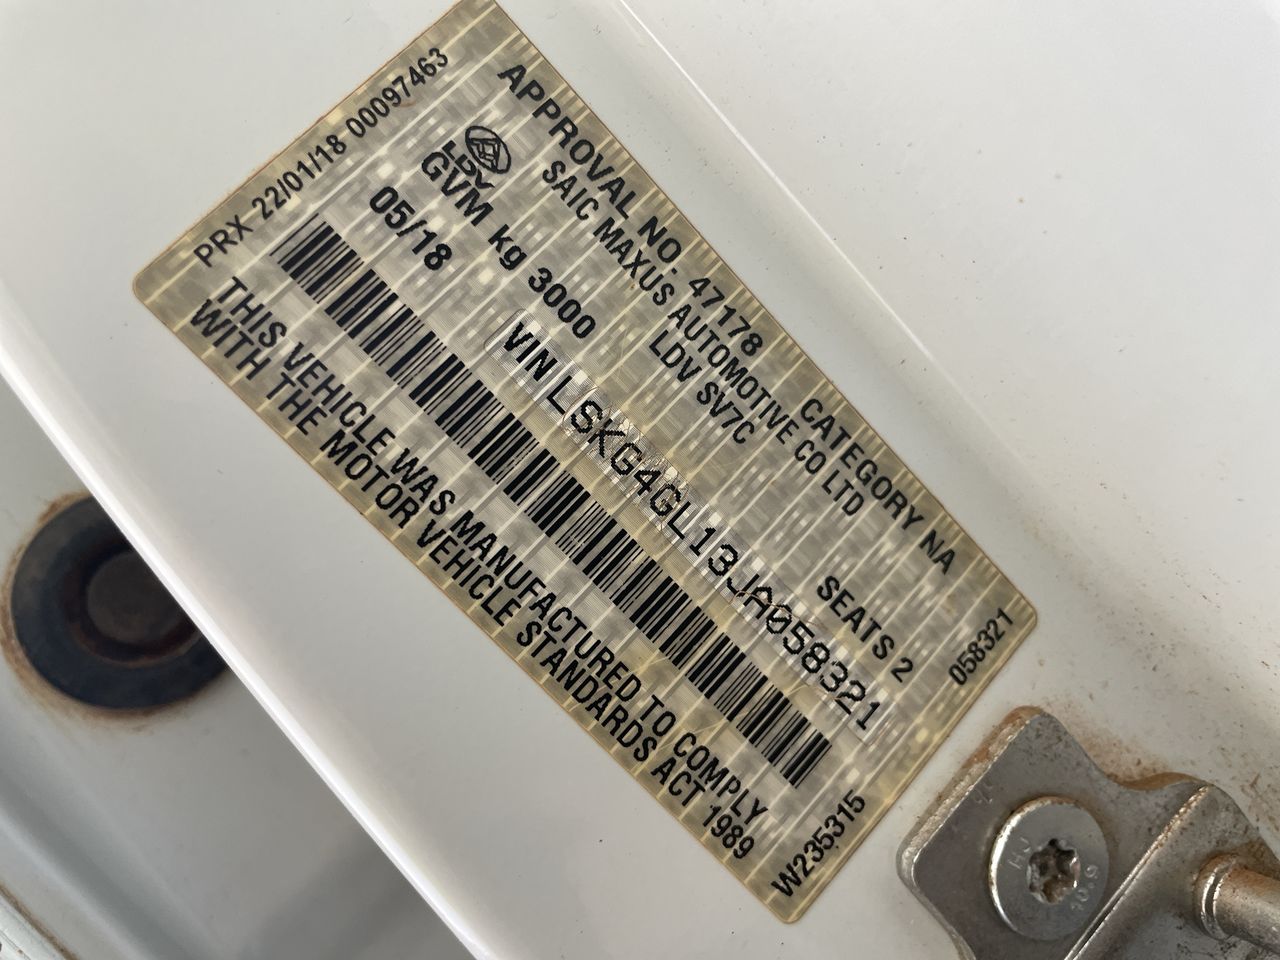 PRX 22/01/18 00097463
APPROVAL NO. 47178 CATEGORY NA
SAIC MAXUS AUTOMOTIVE CO LTD
LDV
LDV SV7C
GVM kg 3000
SEATS 2
05/18
VIN LSKG4GL13JA058321
THIS VEHICLE WAS MANUFACTURED TO COMPLY
WITH THE MOTOR VEHICLE STANDARDS ACT 1989
058321
W235315
HJ